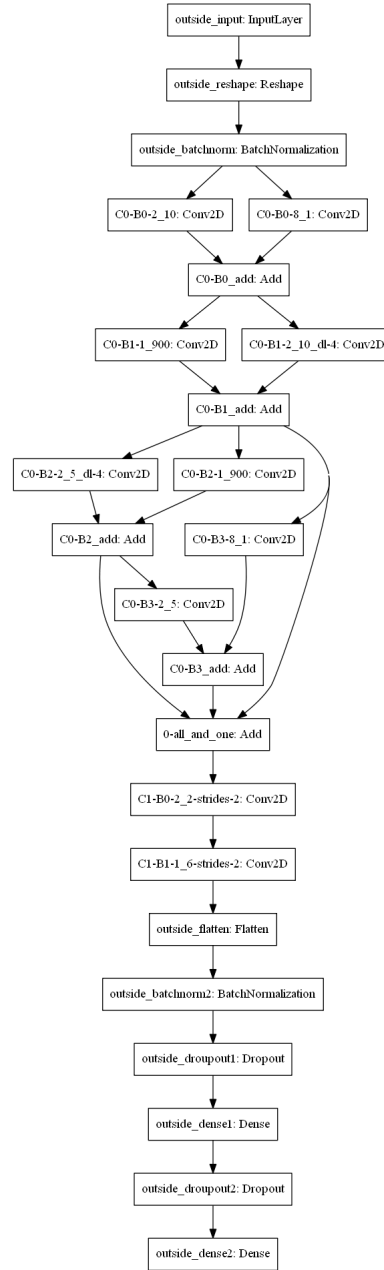 outside_input: InputLayer
outside_reshape: Reshape
outside_batchnorm: BatchNormalization
C0-B0-2_10: Conv2D
C0-B0-8_1: Conv2D
C0-B0_add: Add
C0-B1-1_900: Conv2D
C0-B1-2_10_dl-4: Conv2D
C0-B1_add: Add
C0-B2-2_5_dl-4: Conv2D
C0-B2-1_900: Conv2D
C0-B2_add: Add
C0-B3-8_1: Conv2D
C0-B3-2_5: Conv2D
C0-B3_add: Add
0-all_and_one: Add
C1-B0-2_2-strides-2: Conv2D
C1-B1-1_6-strides-2: Conv2D
outside_flatten: Flatten
outside_batchnorm2: BatchNormalization
outside_droupout1: Dropout
outside_dense1: Dense
outside_droupout2: Dropout
outside_dense2: Dense